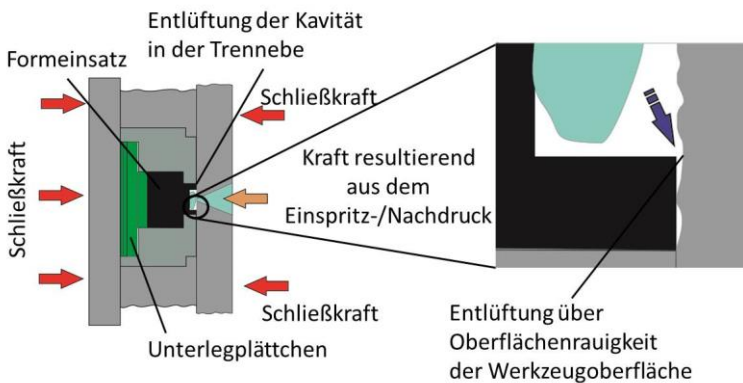 Entlüftung der Kavität
in der Trennebe
Formeinsatz
Schließkraft
Schließkraft
Kraft resultierend
aus dem
Einspritz-/Nachdruck
Schließkraft
Unterlegplättchen
Entlüftung über
Oberflächenrauigkeit
der Werkzeugoberfläche